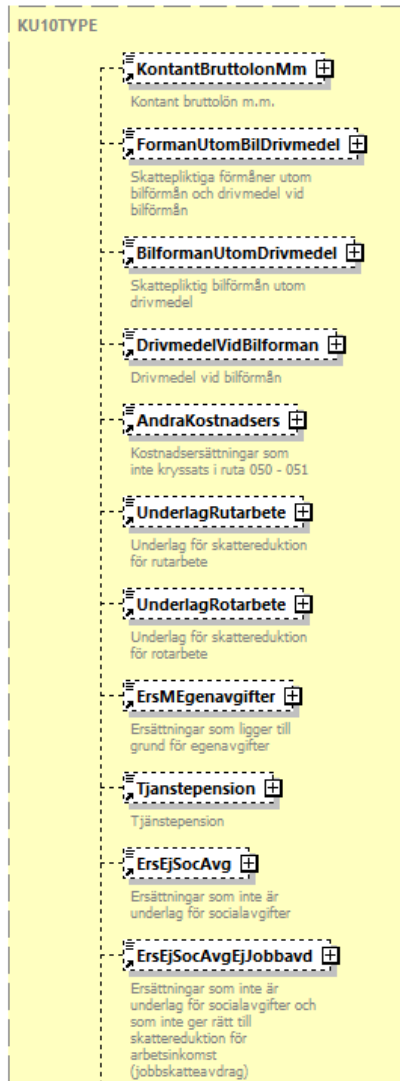 KU10TYPE
KontantBruttolonMm
Kontant bruttolön m.m.
FormanUtomBilDrivmedel
Skattepliktiga förmåner utom
bilförmån och drivmedel vid
bilförmån
BilformanUtomDrivmedel
Skattepliktig bilförmån utom
drivmedel
DrivmedelVidBilforman
Drivmedel vid bilförmån
AndraKostnadsers
Kostnadsersättningar som
inte kryssats i ruta 050 - 051
UnderlagRutarbete
Underlag för skattereduktion
för rutarbete
UnderlagRotarbete
Underlag för skattereduktion
för rotarbete
ErsMEgenavgifter
Ersättningar som ligger till
grund för egenavgifter
Tjanstepension
Tjänstepension
ErsEjSocAvg
Ersättningar som inte är
underlag för socialavgifter
ErsEjSocAvgEjJobbavd
Ersättningar som inte är
underlag för socialavgifter och
som inte ger rätt till
skattereduktion för
arbetsinkomst
(jobbskatteavdrag)